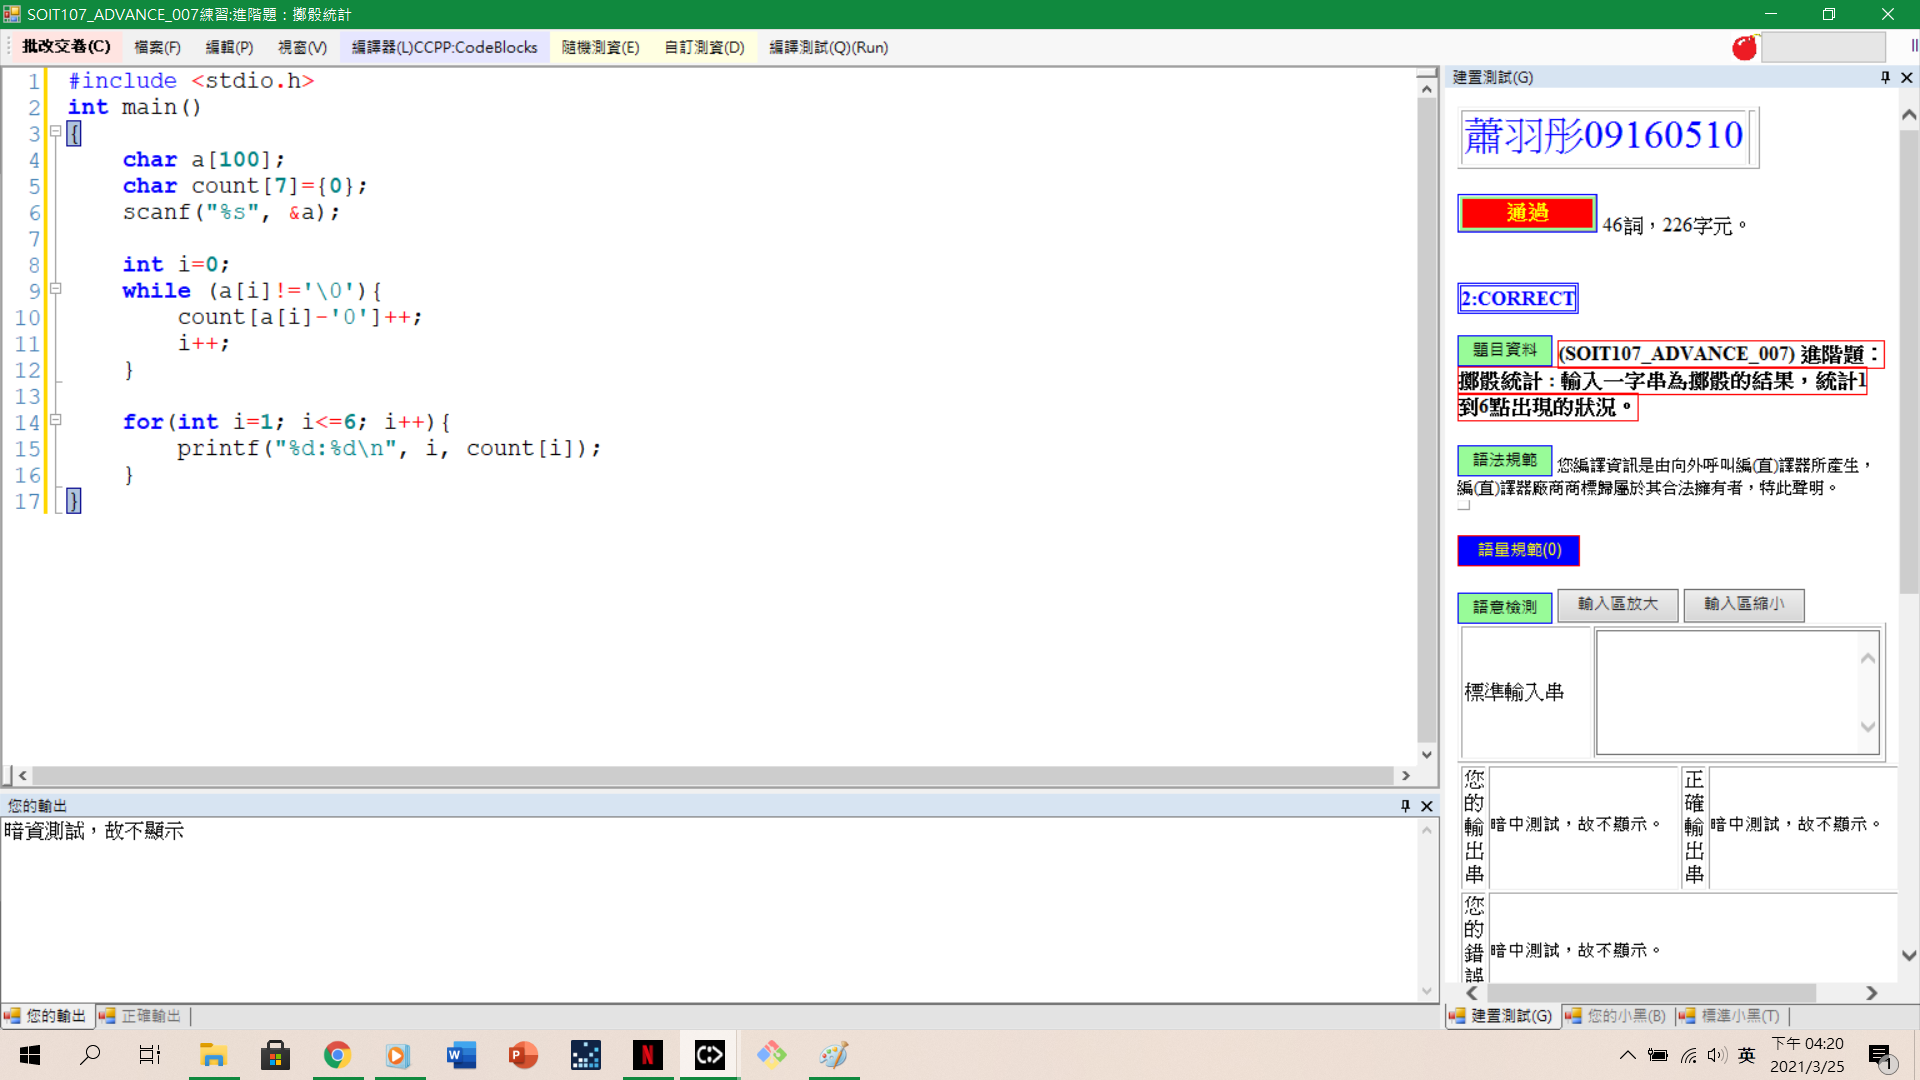 SOIT107_ADVANCE_007練習:進階題：擲骰統計
批改交卷(C) 檔案(F) 編輯(P) 視窗(V) 編譯器(L)CCPP:CodeBlocks 隨機測資(E) 自訂測資(D) 編譯測試(Q)(Run)
1 #include <stdio.h>
2 int main()
3 {
4 char a[100];
5 char count[7]={0};
6 scanf("%s", &a);
7
8 int i=0;
9 while (a[i]!='\0'){
10 count[a[i]-'0']++;
11 i++;
12 }
13
14 for(int i=1; i<=6; i++){
15 printf("%d:%d\n", i, count[i]);
16 }
17 }
您的輸出
暗資測試，故不顯示
您的輸出 正確輸出
建置測試(G)
蕭羽彤09160510
通過 46詞，226字元。
2:CORRECT
題目資料 (SOIT107_ADVANCE_007) 進階題：
擲骰統計：輸入一字串為擲骰的結果，統計1
到6點出現的狀況。
語法規範 您編譯資訊是由向外呼叫編(直)譯器所產生，
編(直)譯器廠商商標歸屬於其合法擁有者，特此聲明。
語量規範(0)
語意檢測 輸入區放大 輸入區縮小
標準輸入串
您的輸出串 暗中測試，故不顯示。 正確輸出串 暗中測試，故不顯示。
您的錯誤 暗中測試，故不顯示。
建置測試(G) 您的小黑(B) 標準小黑(T)
W P N 英 下午 04:20
2021/3/25
1